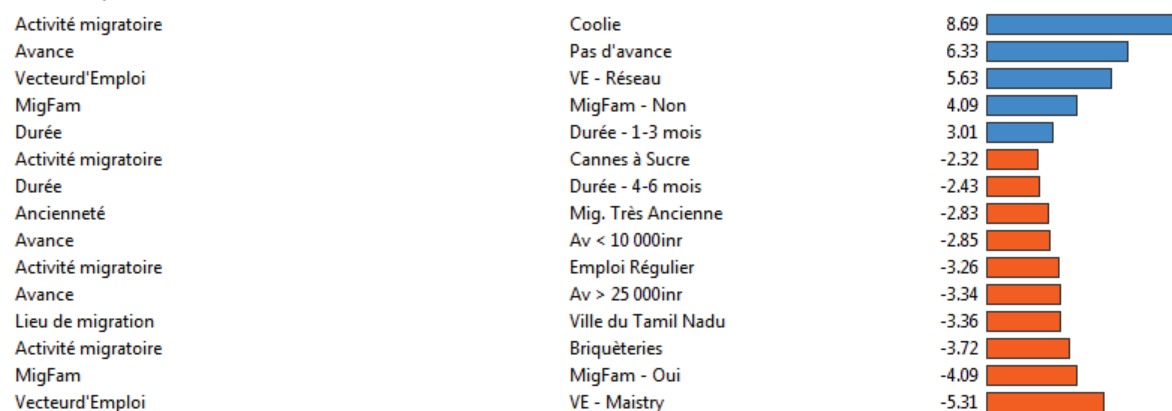 Activité migratoire Coolie 8.69
Avance Pas d'avance 6.33
Vecteurd'Emploi VE - Réseau 5.63
MigFam MigFam - Non 4.09
Durée Durée - 1-3 mois 3.01
Activité migratoire Cannes à Sucre -2.32
Durée Durée - 4-6 mois -2.43
Ancienneté Mig. Très Ancienne -2.83
Avance Av < 10 000inr -2.85
Activité migratoire Emploi Régulier -3.26
Avance Av > 25 000inr -3.34
Lieu de migration Ville du Tamil Nadu -3.36
Activité migratoire Briquèteries -3.72
MigFam MigFam - Oui -4.09
Vecteurd'Emploi VE - Maistry -5.31